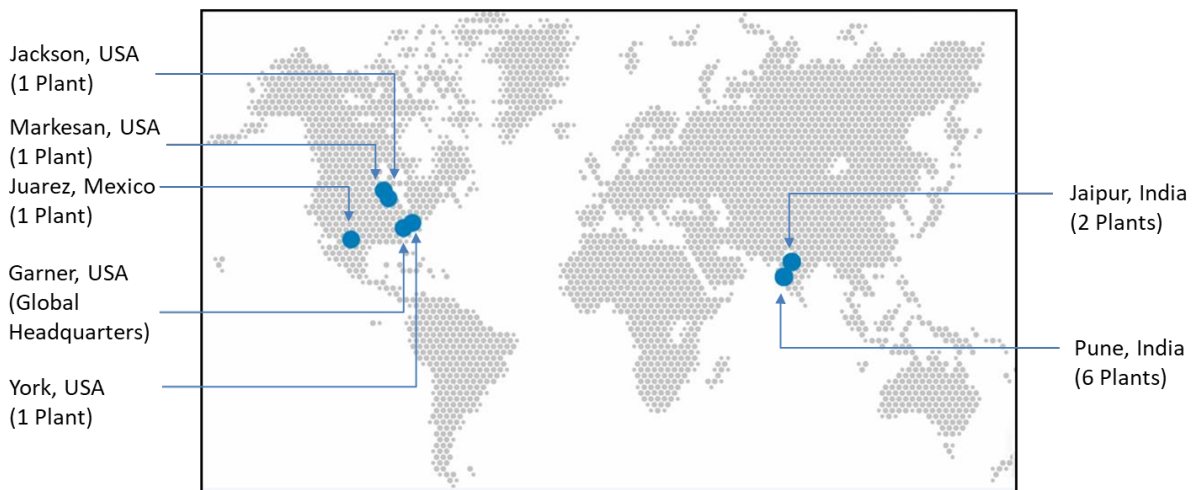 Jackson, USA
(1 Plant)
Markesan, USA
(1 Plant)
Juarez, Mexico
(1 Plant)
Garner, USA
(Global
Headquarters)
York, USA
(1 Plant)
Jaipur, India
(2 Plants)
Pune, India
(6 Plants)